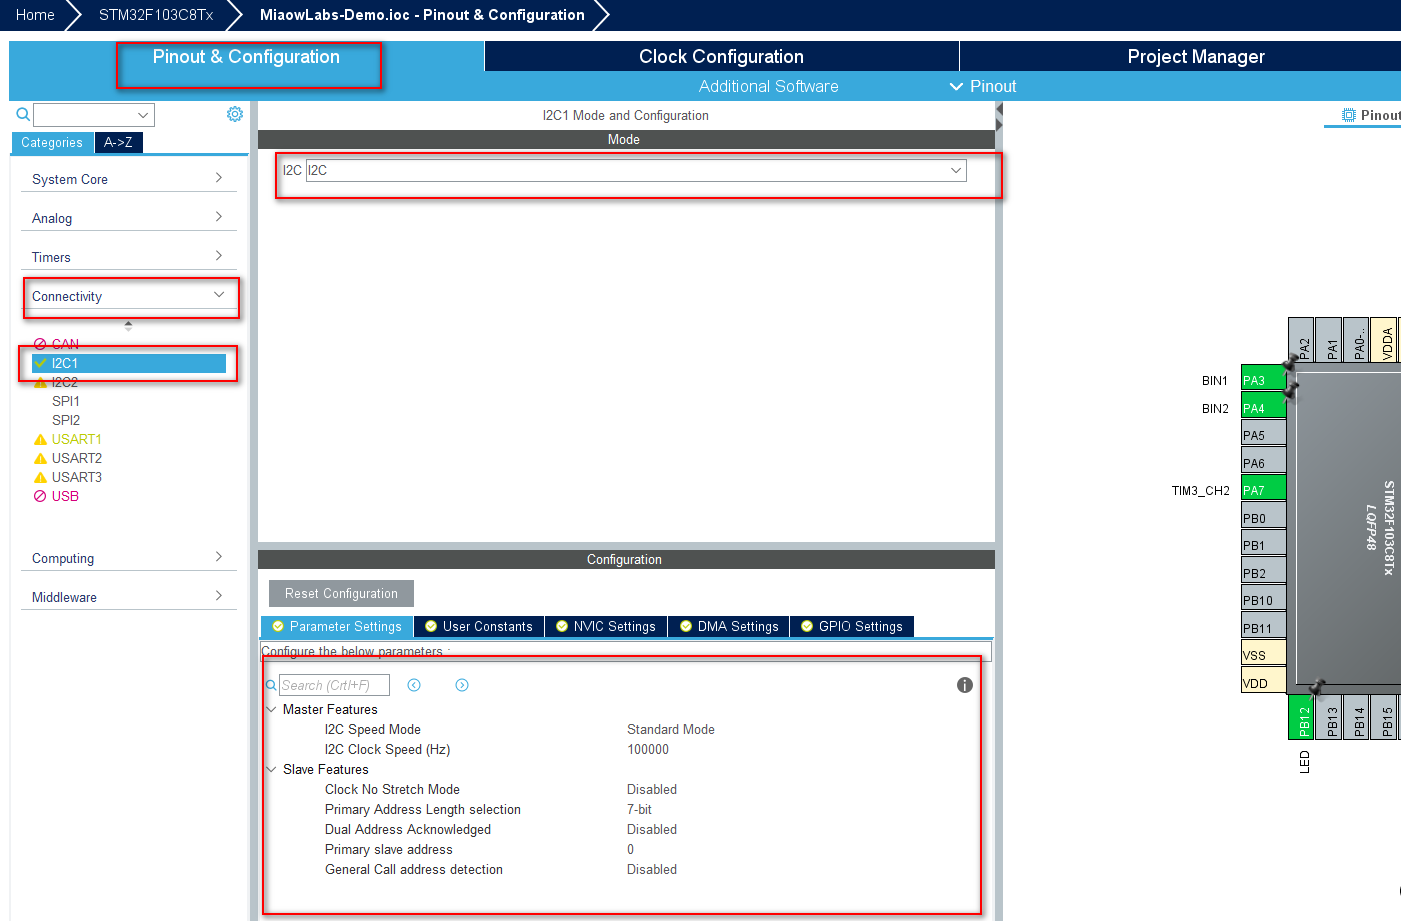 Home
STM32F103C8Tx
MiaowLabs-Demo.ioc - Pinout & Configuration
Pinout & Configuration
Clock Configuration
Project Manager
Additional Software
Pinout
Categories
A->Z
System Core
Analog
Timers
Connectivity
CAN
I2C1
I2C2
SPI1
SPI2
USART1
USART2
USART3
USB
Computing
Middleware
I2C1 Mode and Configuration
Mode
I2C I2C
Configuration
Reset Configuration
Parameter Settings
User Constants
NVIC Settings
DMA Settings
GPIO Settings
Configure the below parameters :
Search (Crtl+F)
Master Features
I2C Speed Mode Standard Mode
I2C Clock Speed (Hz) 100000
Slave Features
Clock No Stretch Mode Disabled
Primary Address Length selection 7-bit
Dual Address Acknowledged Disabled
Primary slave address 0
General Call address detection Disabled
Pinout
PA2
PA1
PA0-..
VDDA
BIN1 PA3
BIN2 PA4
PA5
PA6
TIM3_CH2 PA7
PB0
PB1
PB2
PB10
PB11
VSS
VDD
STM32F103C8Tx
LQFP48
PB12
PB13
PB14
PB15
LED